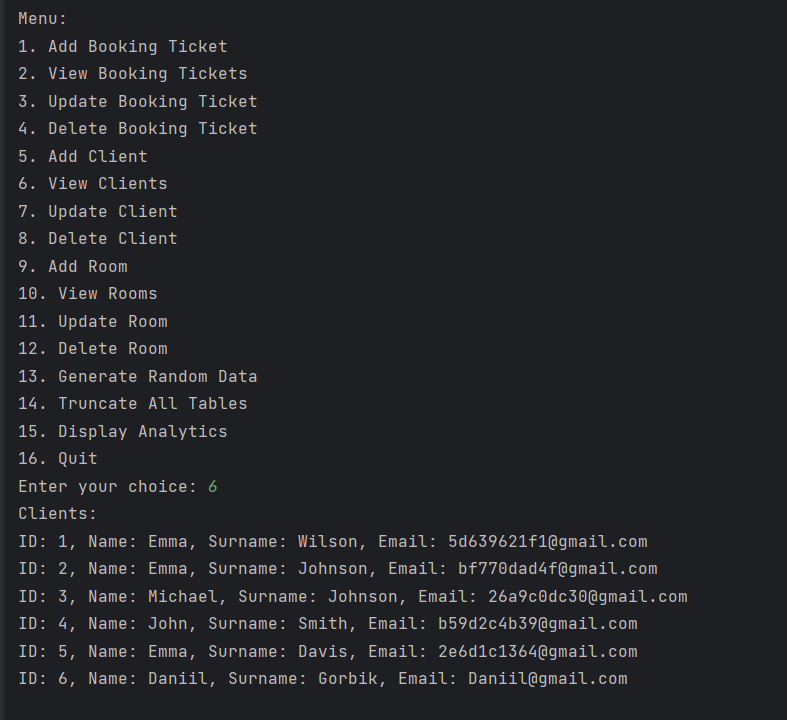 Menu:
1. Add Booking Ticket
2. View Booking Tickets
3. Update Booking Ticket
4. Delete Booking Ticket
5. Add Client
6. View Clients
7. Update Client
8. Delete Client
9. Add Room
10. View Rooms
11. Update Room
12. Delete Room
13. Generate Random Data
14. Truncate All Tables
15. Display Analytics
16. Quit
Enter your choice: 6
Clients:
ID: 1, Name: Emma, Surname: Wilson, Email: 5d639621f1@gmail.com
ID: 2, Name: Emma, Surname: Johnson, Email: bf770dad4f@gmail.com
ID: 3, Name: Michael, Surname: Johnson, Email: 26a9c0dc30@gmail.com
ID: 4, Name: John, Surname: Smith, Email: b59d2c4b39@gmail.com
ID: 5, Name: Emma, Surname: Davis, Email: 2e6d1c1364@gmail.com
ID: 6, Name: Daniil, Surname: Gorbik, Email: Daniil@gmail.com